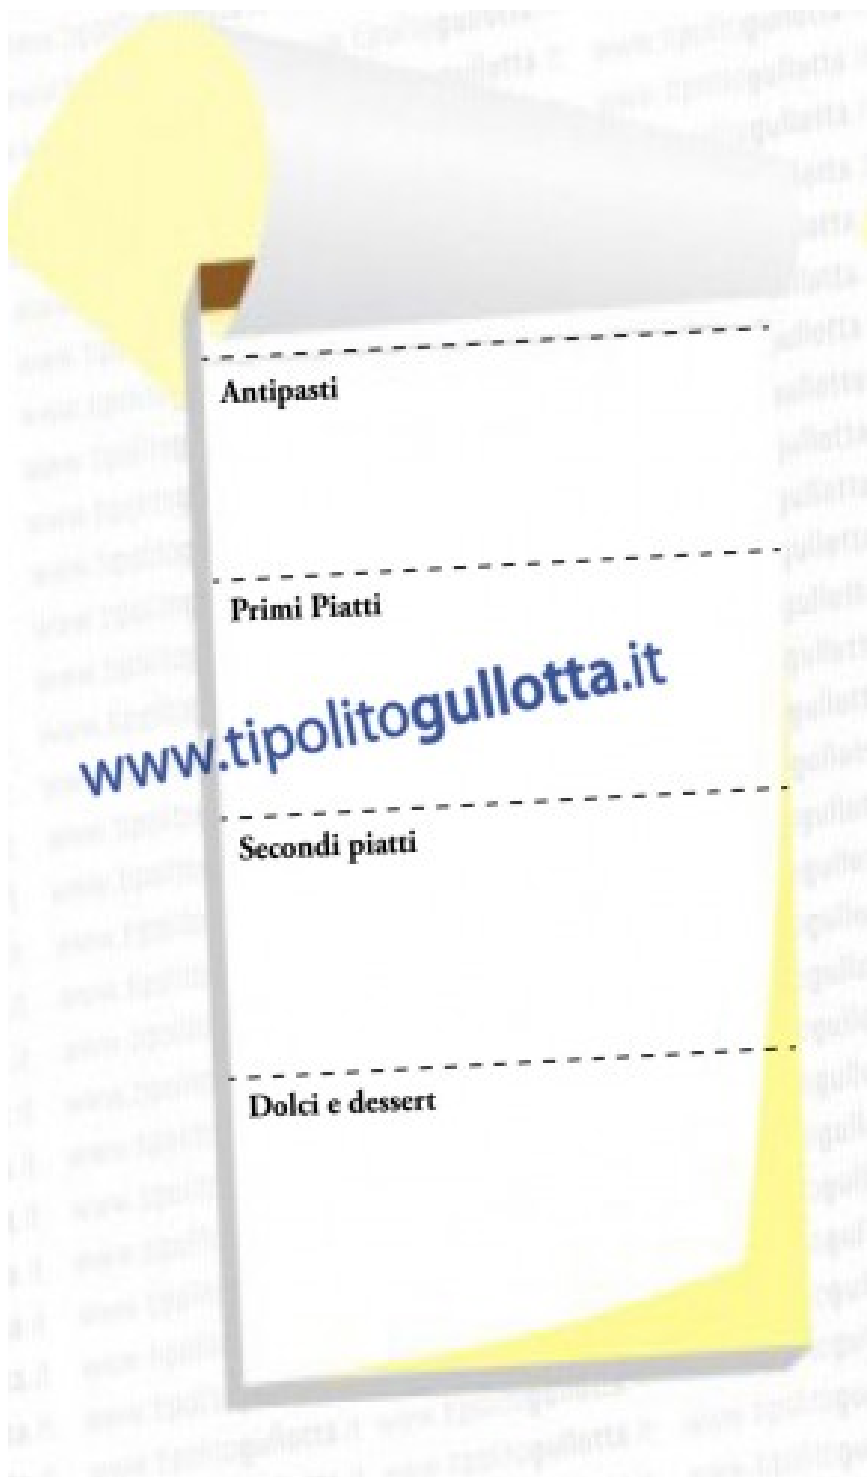 Antipasti
Primi Piatti
www.tipolitogullotta.it
Secondi piatti
Dolci e dessert